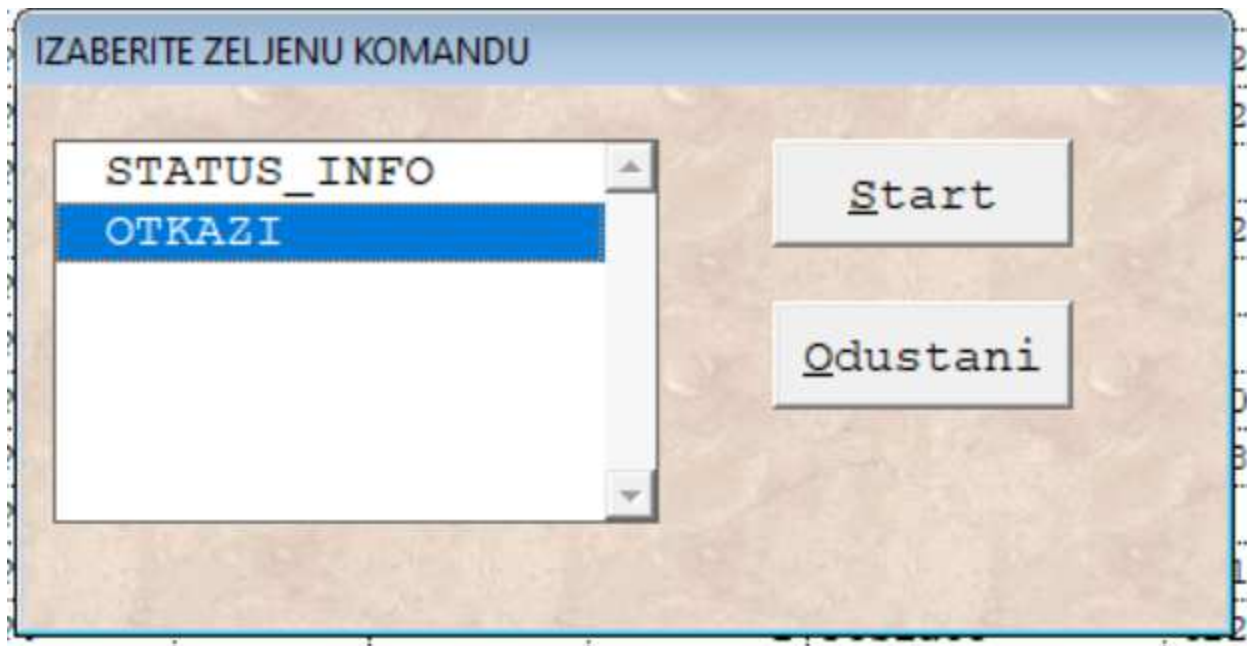 IZABERITE ZELJENU KOMANDU
STATUS_INFO
OTKAZI
Start
Odustani